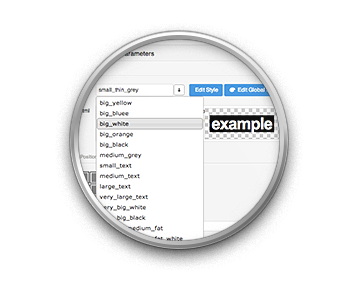 arameters
small_thin_grey
Edit Style
Edit Global
big_yellow
big_bluee
big_white
example
big_orange
big_black
Position
medium_grey
small_text
medium_text
large_text
very_large_text
very_big_white
big_black
medium_fat
fat_white